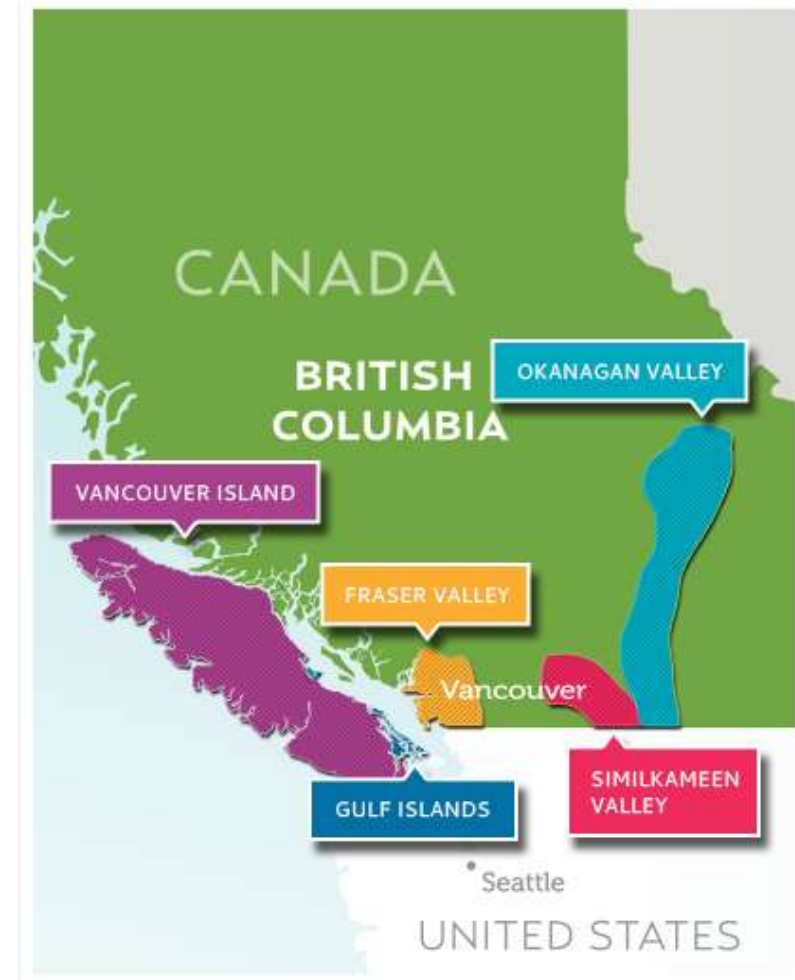 CANADA
BRITISH
COLUMBIA
OKANAGAN VALLEY
VANCOUVER ISLAND
FRASER VALLEY
Vancouver
SIMILKAMEEN
VALLEY
GULF ISLANDS
Seattle
UNITED STATES